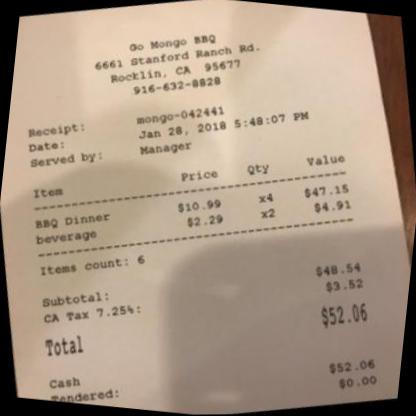 Go Mongo BBQ
6661 Stanford Ranch Rd.
Rocklin, CA 95677
916-632-8828
Receipt: mongo-042441
Date: Jan 28, 2018 5:48:07 PM
Served by: Manager
Item Price Qty Value
BBQ Dinner $10.99 x4 $47.15
beverage $2.29 x2 $4.91
Items count: 6
Subtotal: $48.54
CA Tax 7.25%: $3.52
Total $52.06
Cash $52.06
Tendered: $0.00